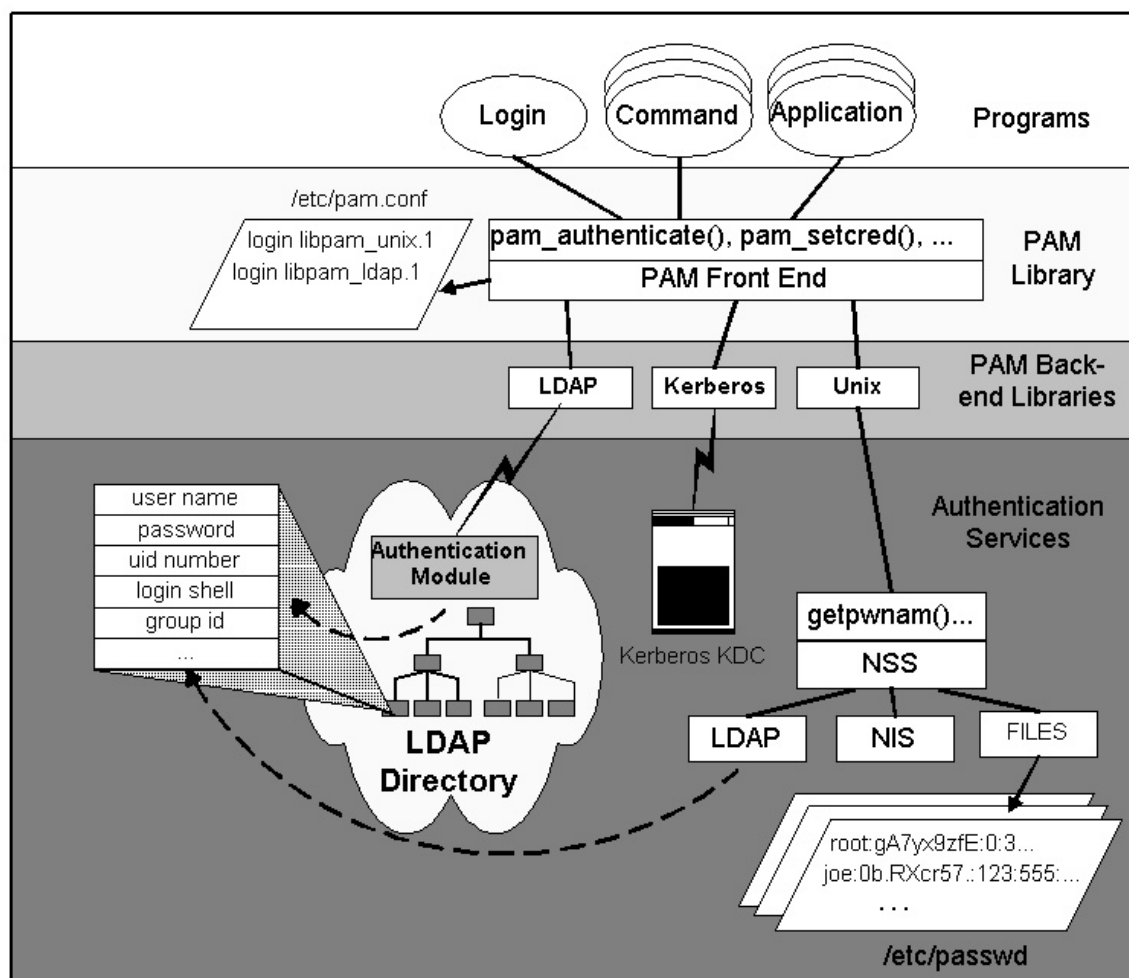 Login
Command
Application
Programs
/etc/pam.conf
login libpam_unix.1
login libpam_ldap.1
pam_authenticate(), pam_setcred(), ...
PAM Front End
PAM
Library
LDAP
Kerberos
Unix
PAM Back-
end Libraries
user name
password
uid number
login shell
group id
...
Authentication
Module
LDAP
Directory
Kerberos KDC
Authentication
Services
getpwnam()...
NSS
LDAP
NIS
FILES
root:gA7yx9zfE:0:3...
joe:0b.RXcr57.:123:555:...
. . .
/etc/passwd